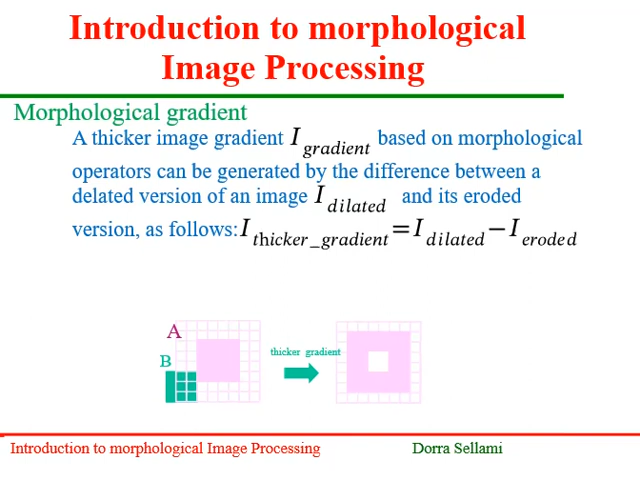 Introduction to morphological
Image Processing
Morphological gradient
A thicker image gradient I gradient based on morphological
operators can be generated by the difference between a
delated version of an image I dilated and its eroded
version, as follows: I thicker_gradient = I dilated − I eroded
A
B
thicker gradient
Introduction to morphological Image Processing
Dorra Sellami